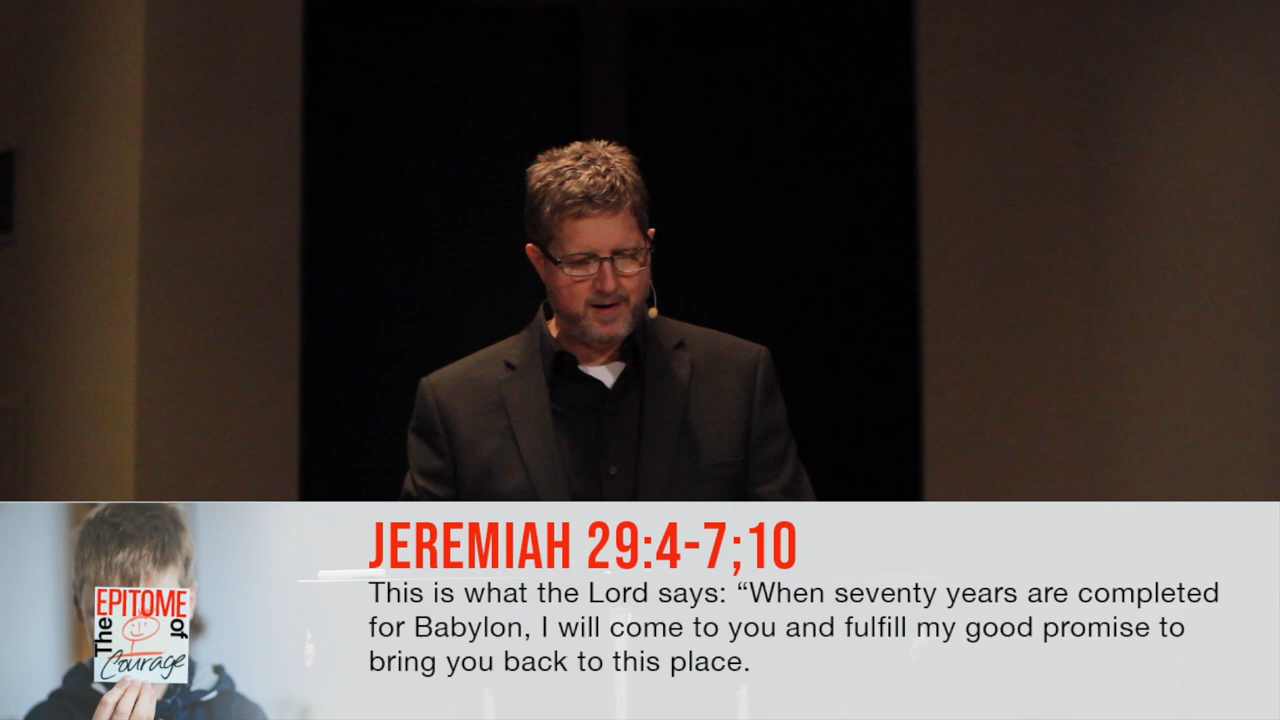 JEREMIAH 29:4-7;10
This is what the Lord says: “When seventy years are completed
for Babylon, I will come to you and fulfill my good promise to
bring you back to this place.
The
EPITOME
of
Courage